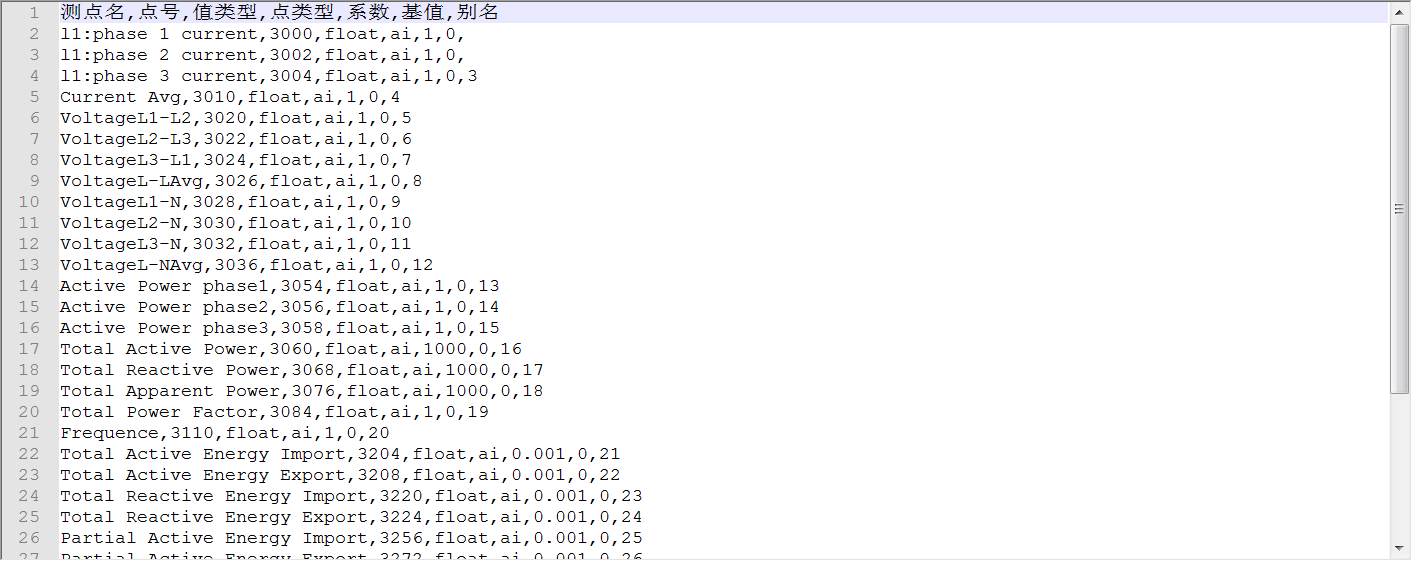 1 测点名,点号,值类型,点类型,系数,基值,别名
2 l1:phase 1 current,3000,float,ai,1,0,
3 l1:phase 2 current,3002,float,ai,1,0,
4 l1:phase 3 current,3004,float,ai,1,0,3
5 Current Avg,3010,float,ai,1,0,4
6 VoltageL1-L2,3020,float,ai,1,0,5
7 VoltageL2-L3,3022,float,ai,1,0,6
8 VoltageL3-L1,3024,float,ai,1,0,7
9 VoltageL-LAvg,3026,float,ai,1,0,8
10 VoltageL1-N,3028,float,ai,1,0,9
11 VoltageL2-N,3030,float,ai,1,0,10
12 VoltageL3-N,3032,float,ai,1,0,11
13 VoltageL-NAvg,3036,float,ai,1,0,12
14 Active Power phase1,3054,float,ai,1,0,13
15 Active Power phase2,3056,float,ai,1,0,14
16 Active Power phase3,3058,float,ai,1,0,15
17 Total Active Power,3060,float,ai,1000,0,16
18 Total Reactive Power,3068,float,ai,1000,0,17
19 Total Apparent Power,3076,float,ai,1000,0,18
20 Total Power Factor,3084,float,ai,1,0,19
21 Frequence,3110,float,ai,1,0,20
22 Total Active Energy Import,3204,float,ai,0.001,0,21
23 Total Active Energy Export,3208,float,ai,0.001,0,22
24 Total Reactive Energy Import,3220,float,ai,0.001,0,23
25 Total Reactive Energy Export,3224,float,ai,0.001,0,24
26 Partial Active Energy Import,3256,float,ai,0.001,0,25
27 Partial Active Energy Export,3272,float,ai,0.001,0,26